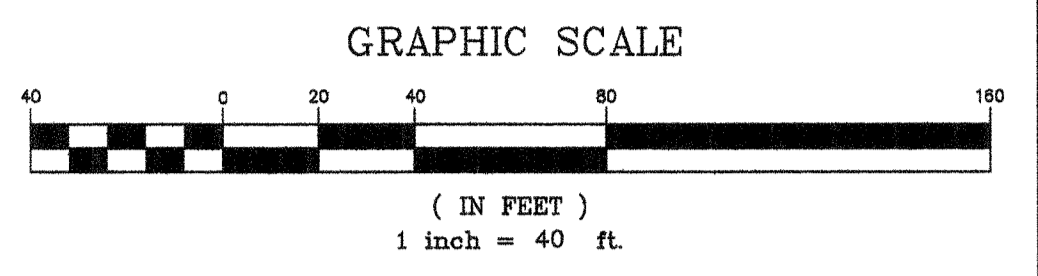 GRAPHIC SCALE
40 0 20 40 80 160
( IN FEET )
1 inch = 40 ft.